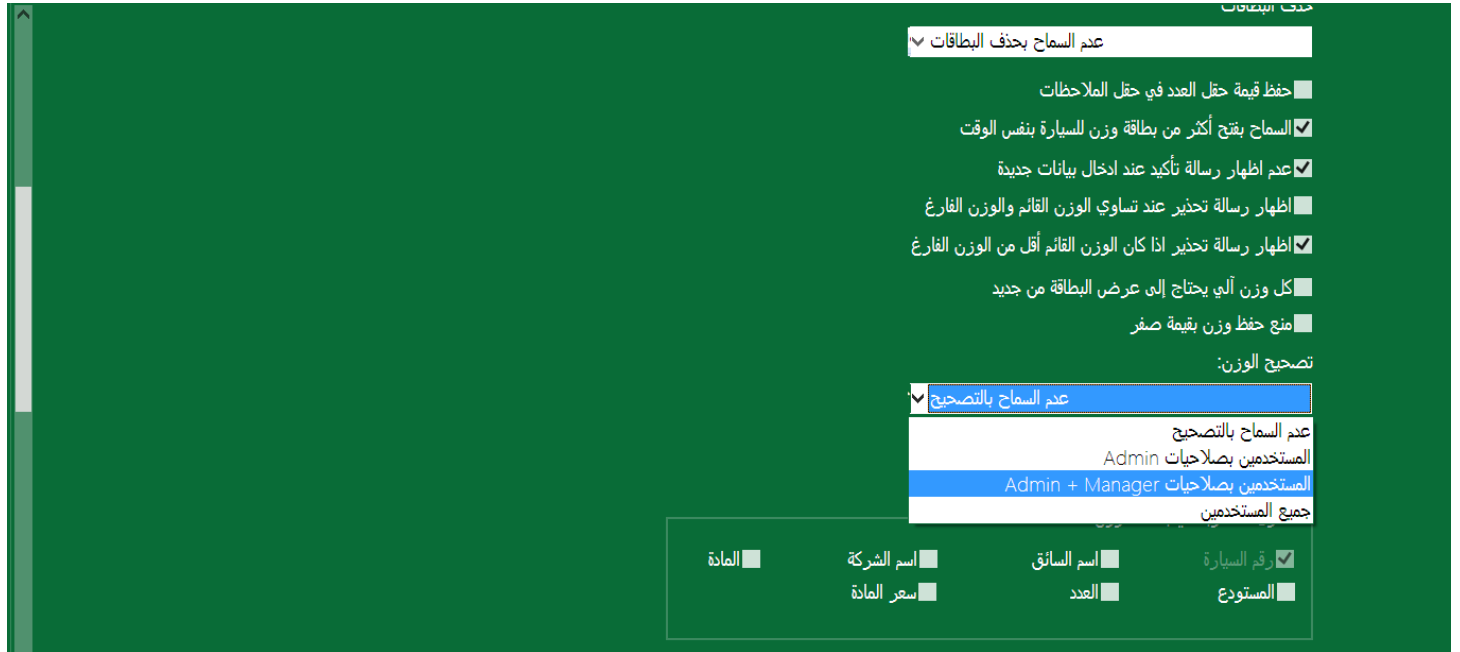 حذف البطاقات
عدم السماح بحذف البطاقات
حفظ قيمة حقل العدد في حقل الملاحظات
السماح بفتح أكثر من بطاقة وزن للسيارة بنفس الوقت
عدم اظهار رسالة تأكيد عند ادخال بيانات جديدة
اظهار رسالة تحذير عند تساوي الوزن القائم والوزن الفارغ
اظهار رسالة تحذير اذا كان الوزن القائم أقل من الوزن الفارغ
كل وزن آلي يحتاج إلى عرض البطاقة من جديد
منع حفظ وزن بقيمة صفر
تصحيح الوزن:
عدم السماح بالتصحيح
عدم السماح بالتصحيح
المستخدمين بصلاحيات Admin
المستخدمين بصلاحيات Admin + Manager
جميع المستخدمين
رقم السيارة اسم السائق اسم الشركة المادة
المستودع العدد سعر المادة